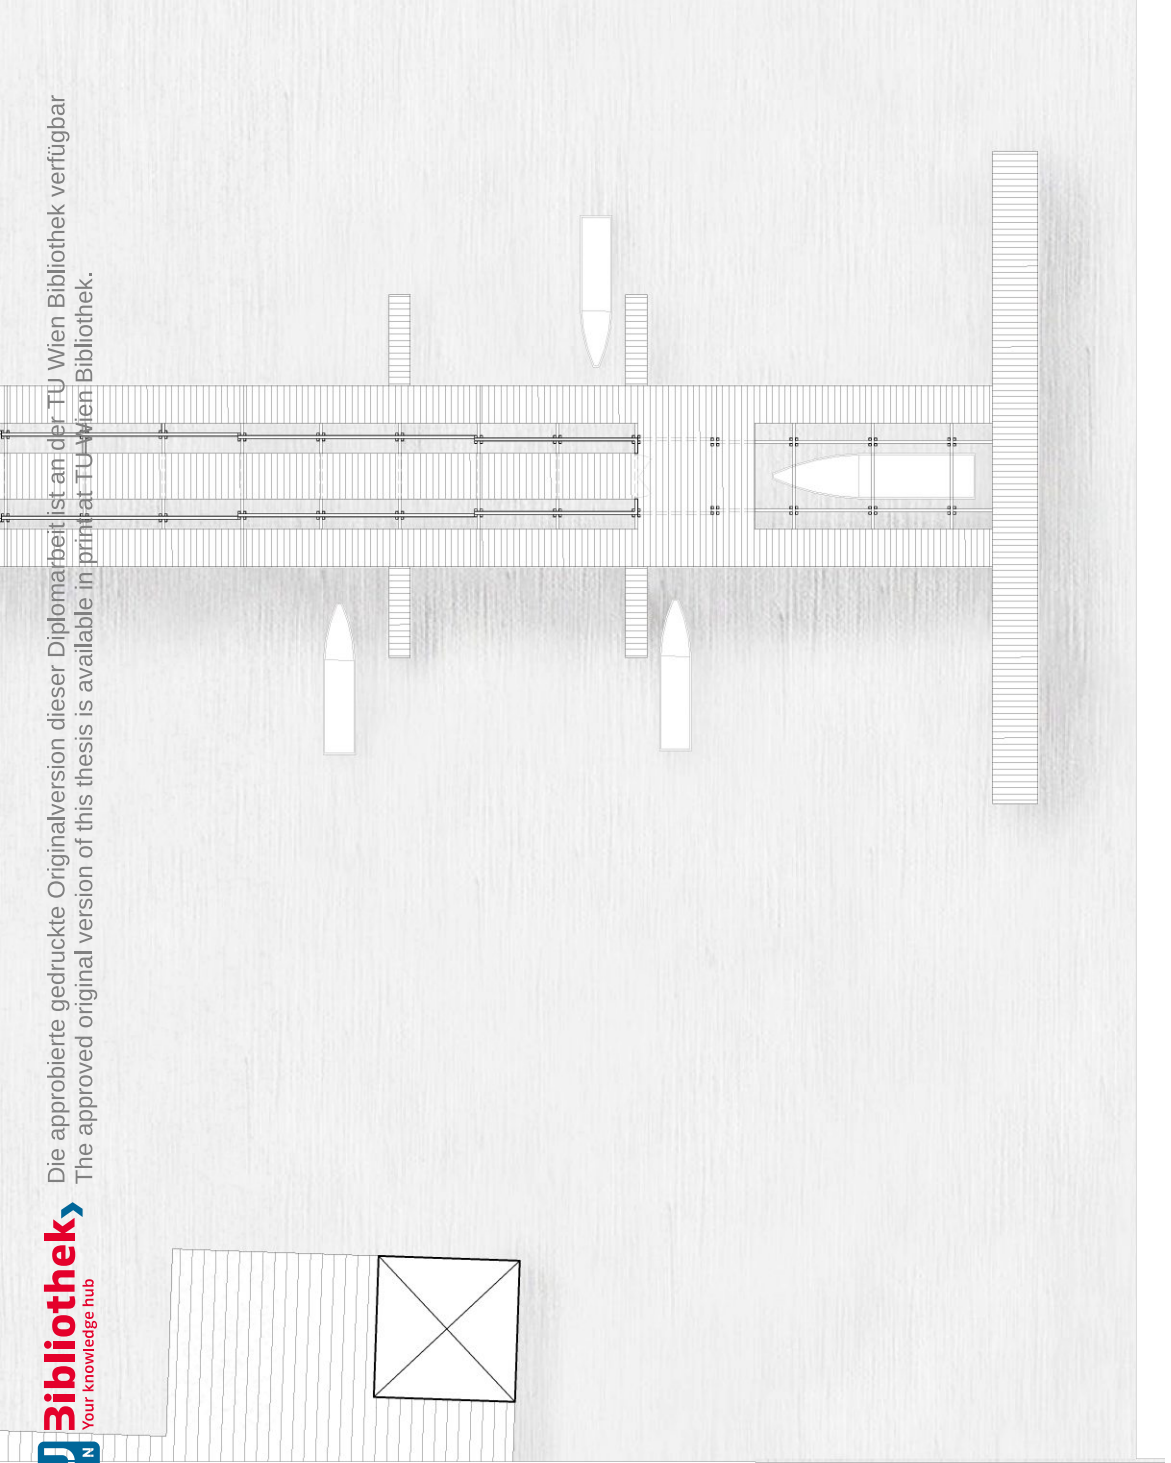 Die approbierte gedruckte Originalversion dieser Diplomarbeit ist an der TU Wien Bibliothek verfügbar
The approved original version of this thesis is available in print at TU Wien Bibliothek.
Bibliothek
Your knowledge hub